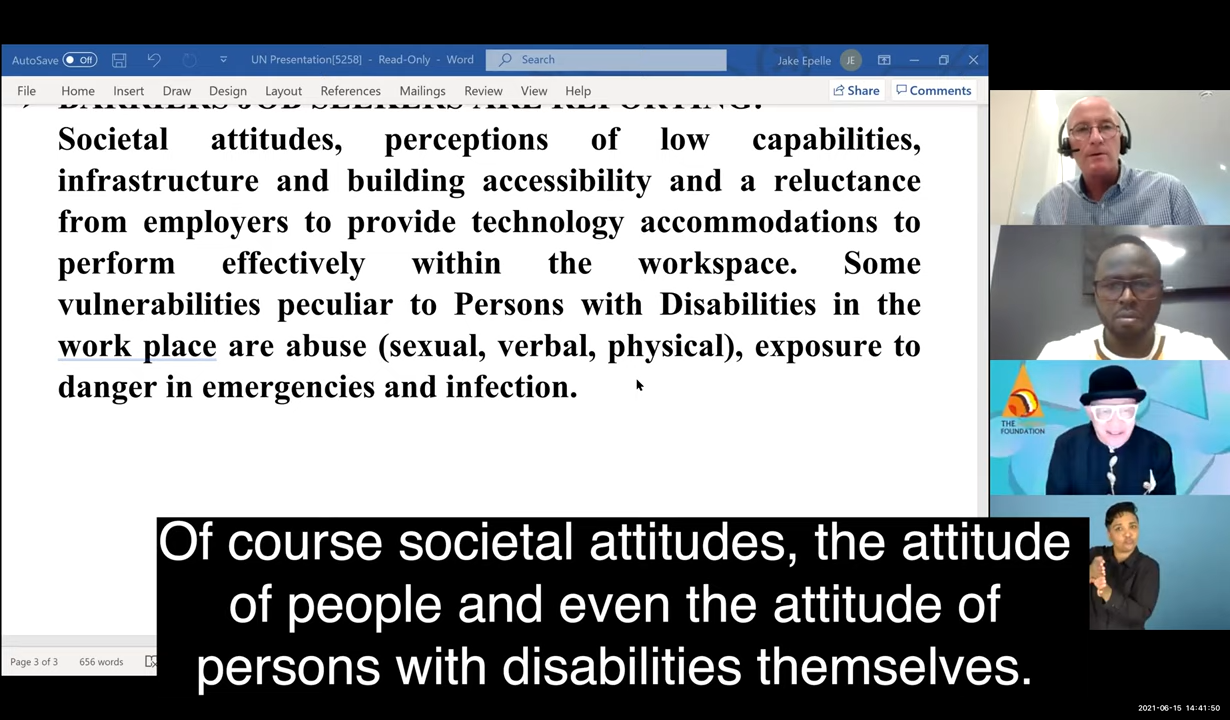 AutoSave Off UN Presentation[5258] - Read-Only - Word Search Jake Epelle JE
File Home Insert Draw Design Layout References Mailings Review View Help Share Comments
BARRIERS JOB SEEKERS ARE REPORTING:
Societal attitudes, perceptions of low capabilities,
infrastructure and building accessibility and a reluctance
from employers to provide technology accommodations to
perform effectively within the workspace. Some
vulnerabilities peculiar to Persons with Disabilities in the
work place are abuse (sexual, verbal, physical), exposure to
danger in emergencies and infection.
THE
FOUNDATION
Of course societal attitudes, the attitude
of people and even the attitude of
persons with disabilities themselves.
Page 3 of 3 656 words
2021-06-15 14:41:50